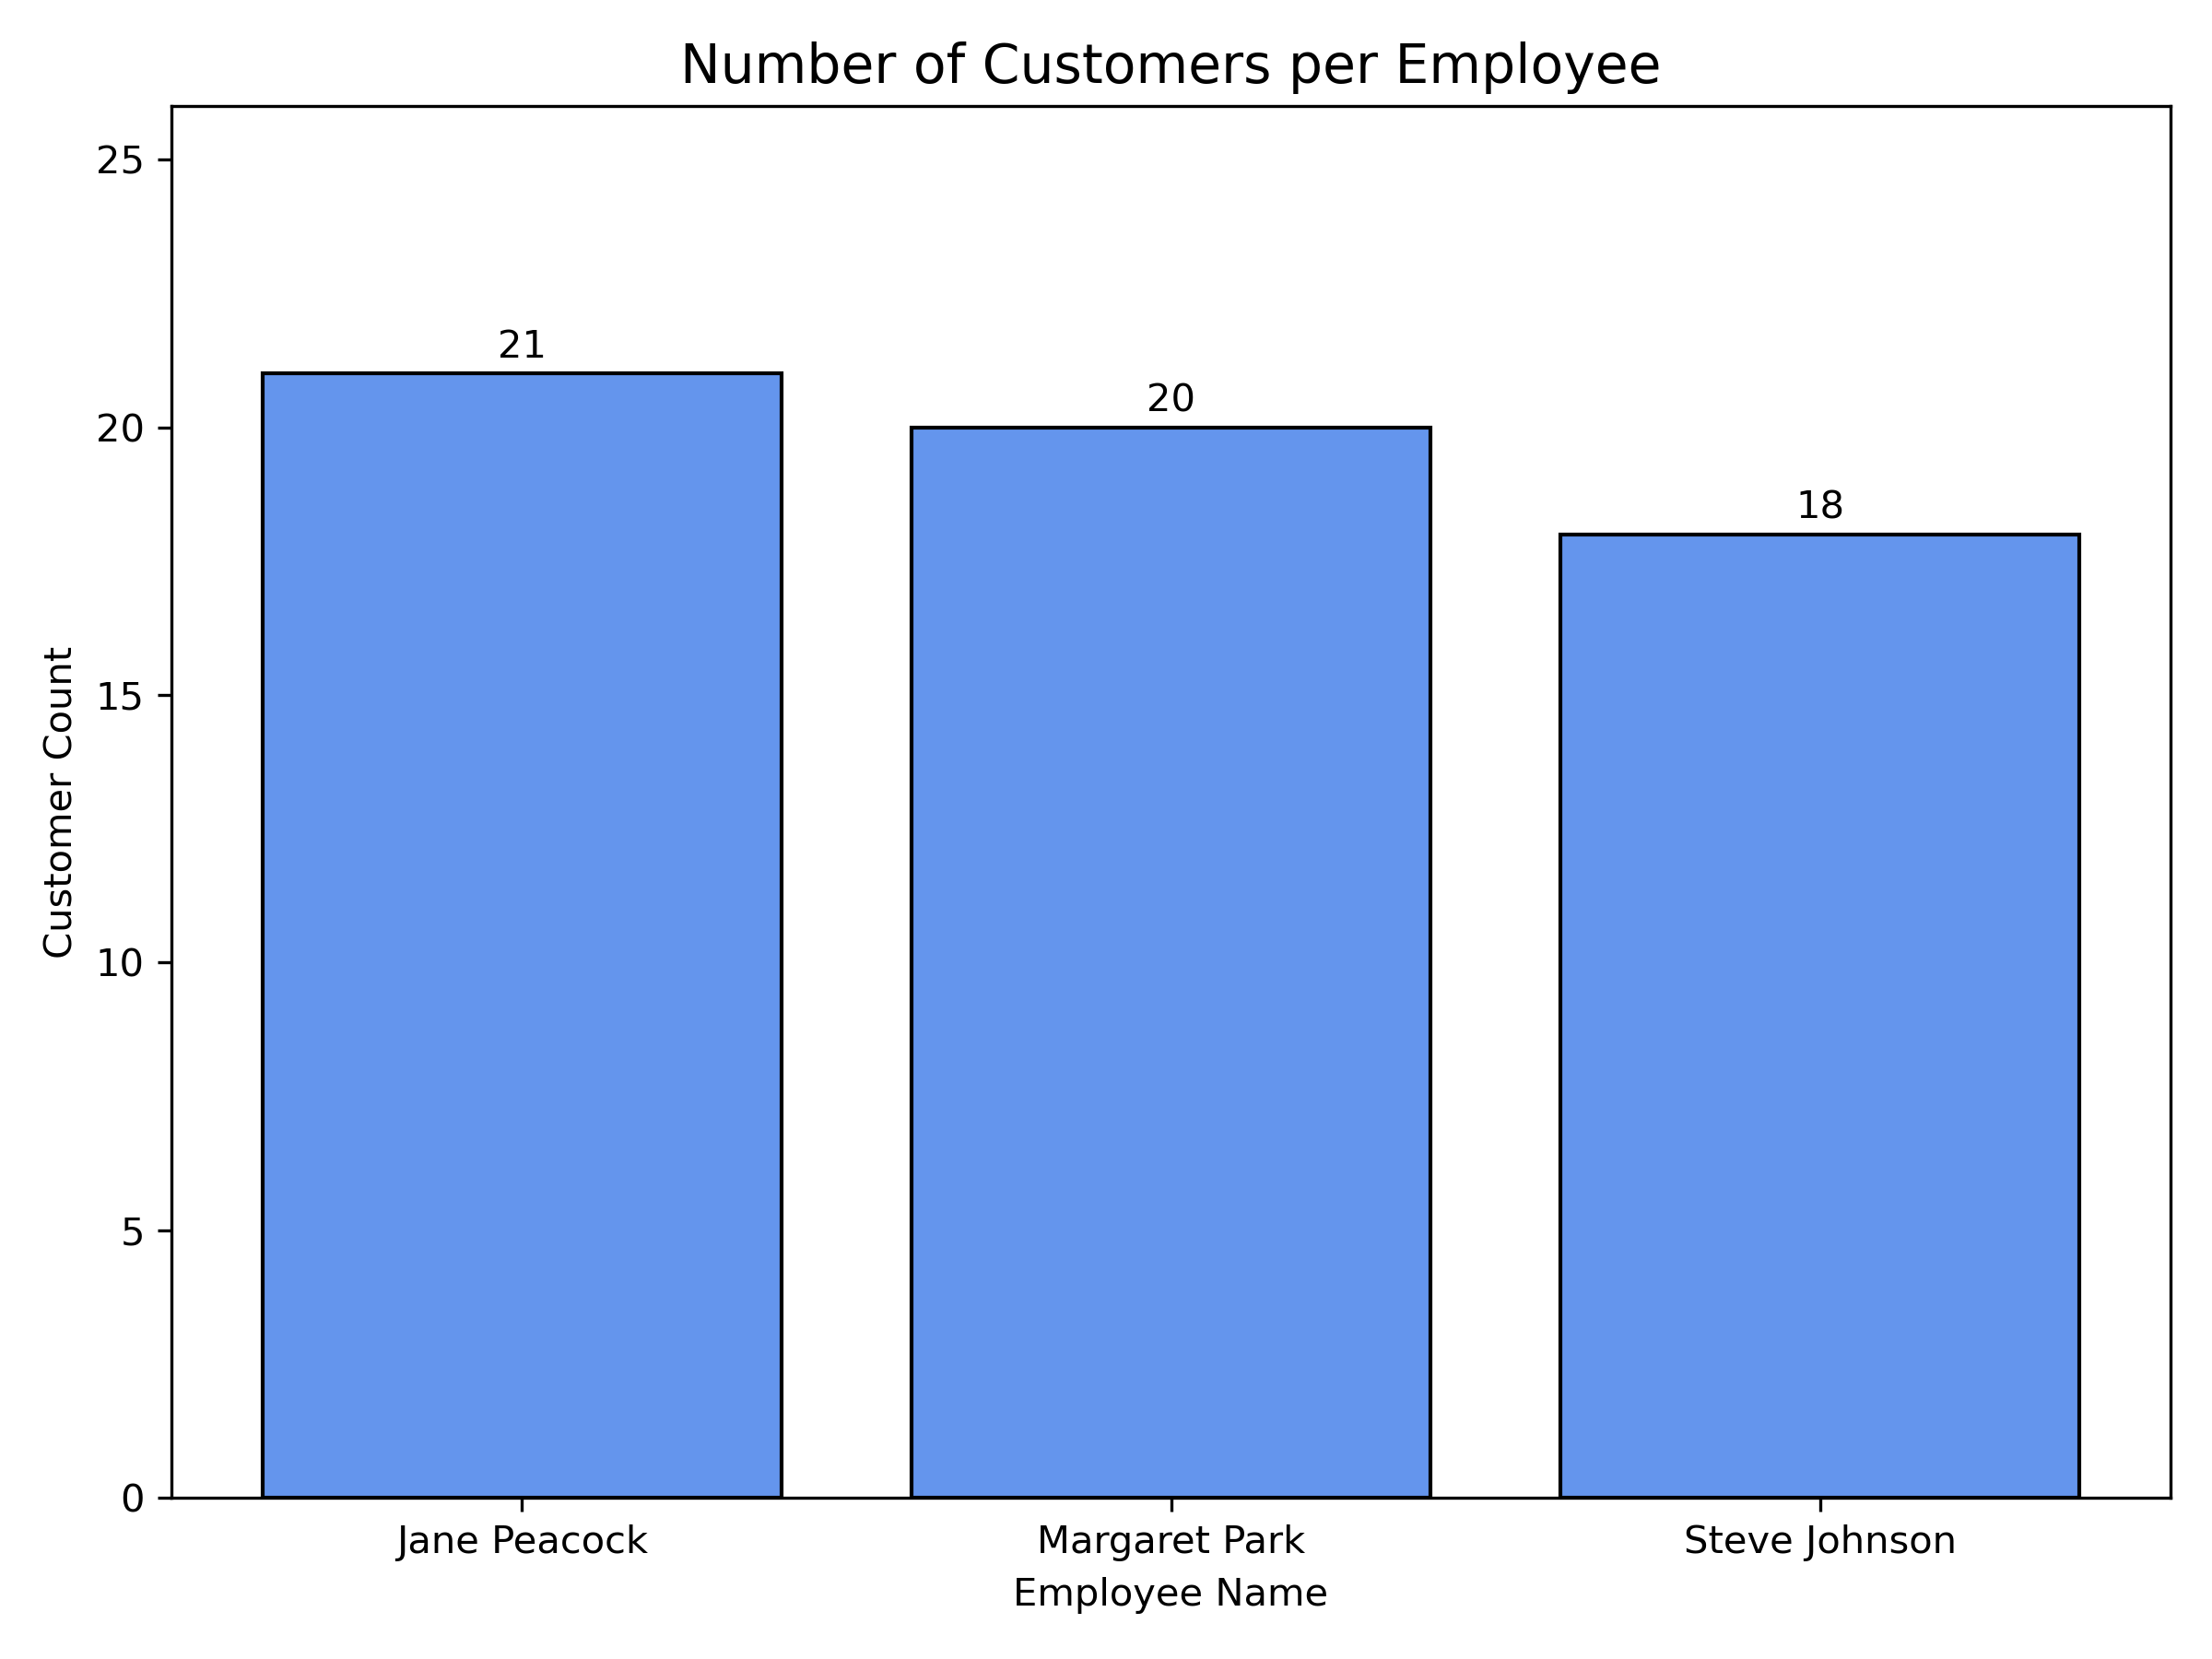 Number of Customers per Employee
25
21
20
20
18
15
10
5
0
Customer Count
Jane Peacock
Margaret Park
Steve Johnson
Employee Name